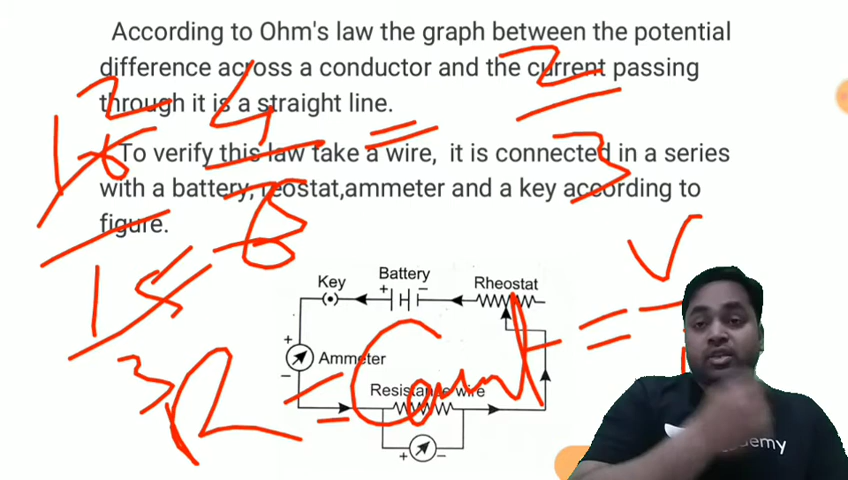 According to Ohm's law the graph between the potential
difference across a conductor and the current passing
through it is a straight line.
To verify this law take a wire, it is connected in a series
with a battery, reostat,ammeter and a key according to
figure.
Key
Battery
Rheostat
+
−
+
Ammeter
−
Resistance wire
+
−
R = Const = V
demy